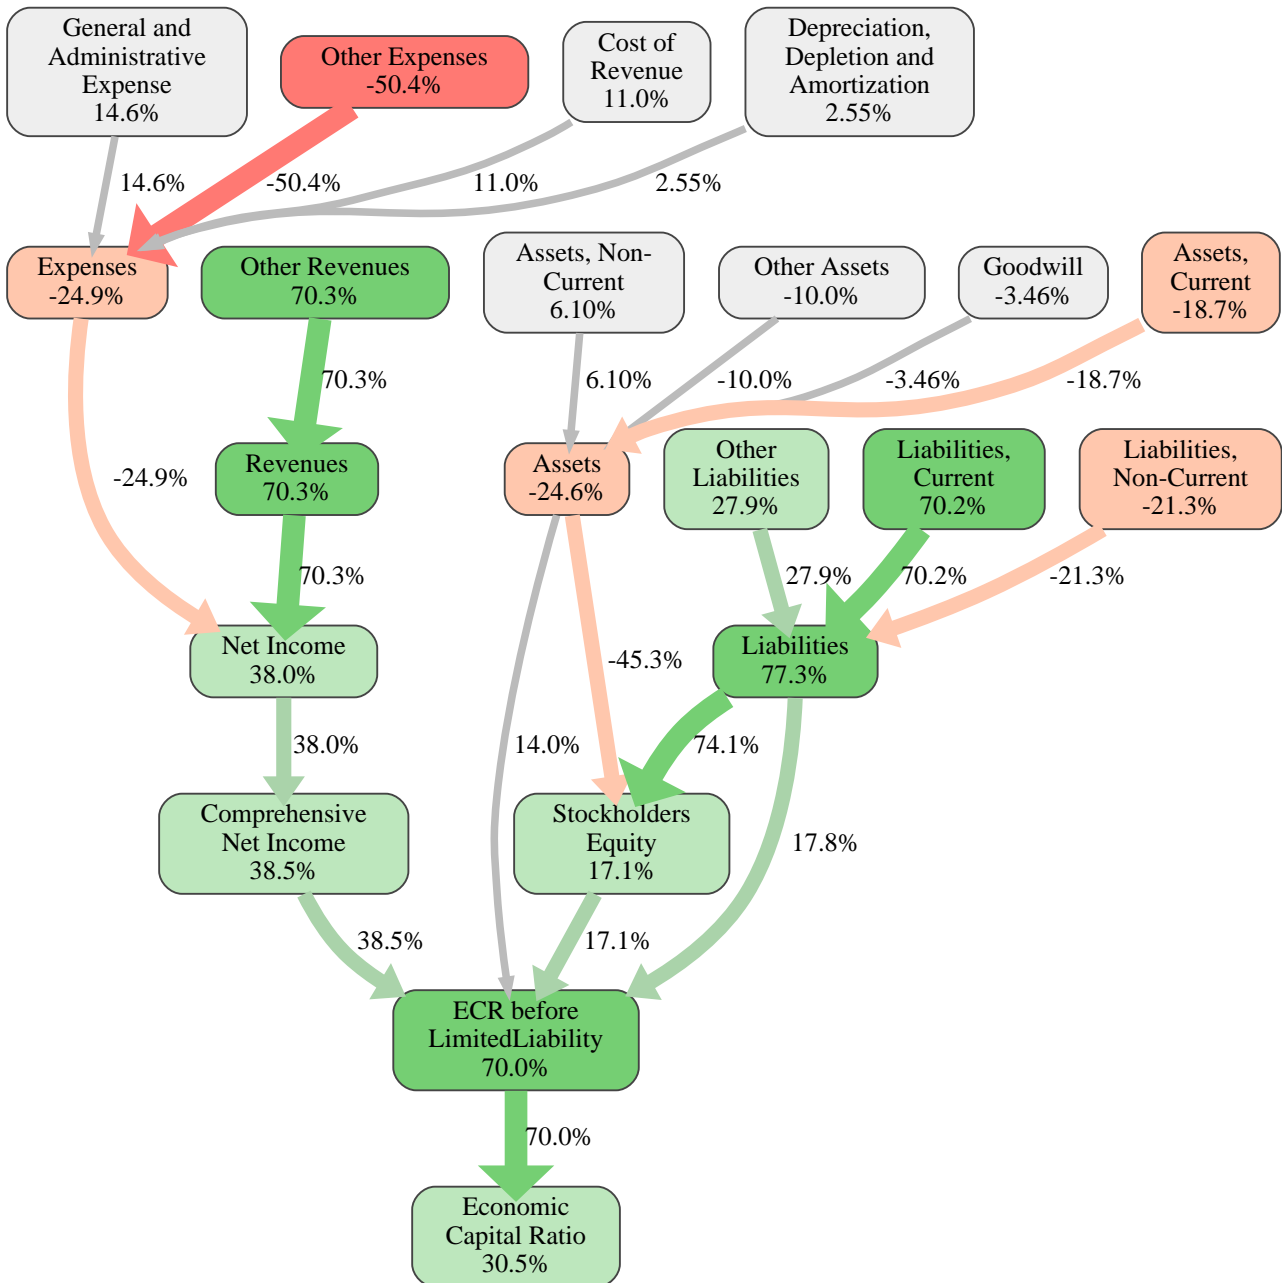 General and
Administrative
Expense
14.6%
Other Expenses
-50.4%
Cost of
Revenue
11.0%
Depreciation,
Depletion and
Amortization
2.55%
14.6%
-50.4%
11.0%
2.55%
Expenses
-24.9%
Other Revenues
70.3%
Assets, Non-
Current
6.10%
Other Assets
-10.0%
Goodwill
-3.46%
Assets,
Current
-18.7%
70.3%
6.10%
-10.0%
-3.46%
-18.7%
-24.9%
Revenues
70.3%
Assets
-24.6%
Other
Liabilities
27.9%
Liabilities,
Current
70.2%
Liabilities,
Non-Current
-21.3%
70.3%
27.9%
70.2%
-21.3%
Net Income
38.0%
-45.3%
Liabilities
77.3%
38.0%
14.0%
74.1%
Comprehensive
Net Income
38.5%
Stockholders
Equity
17.1%
17.8%
38.5%
17.1%
ECR before
LimitedLiability
70.0%
70.0%
Economic
Capital Ratio
30.5%